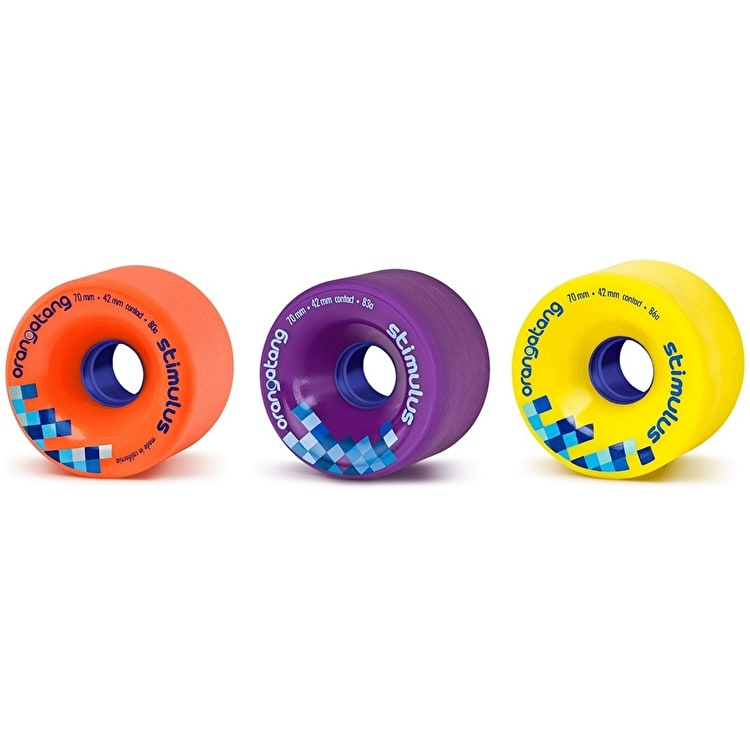 orangatang
70 mm • 42 mm contact • 80a
stimulus
made in california
orangatang
70 mm • 42 mm contact • 83a
stimulus
orangatang
70 mm • 42 mm contact • 86a
stimulus